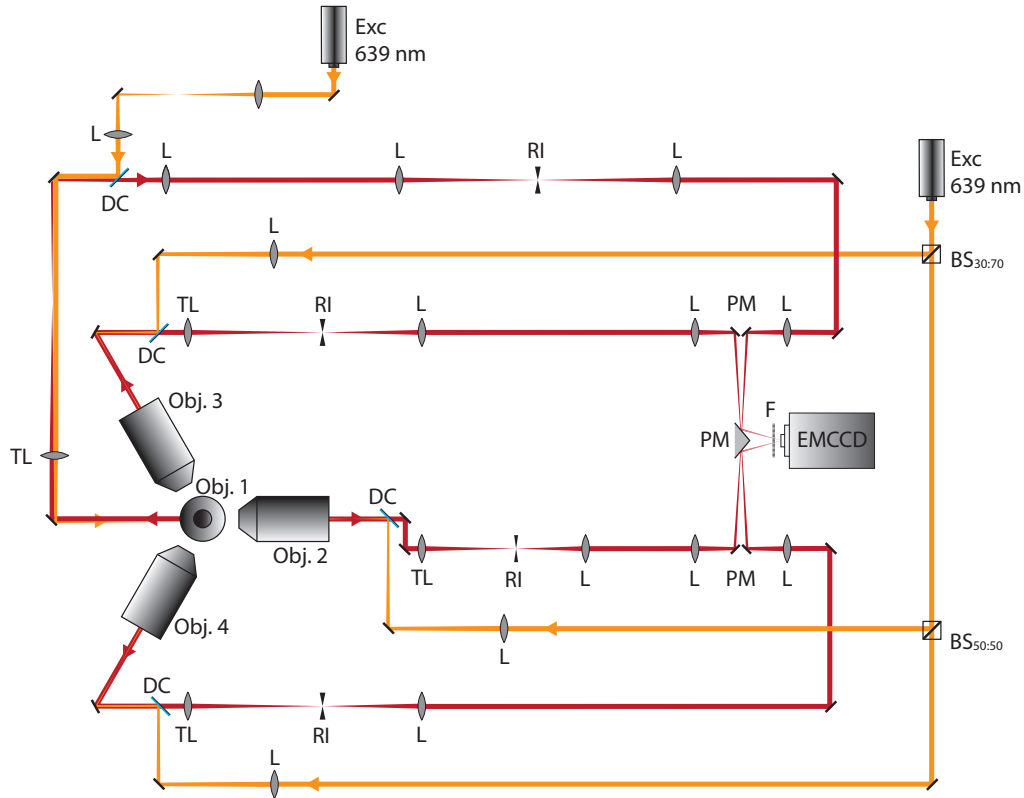 Exc
639 nm
L
L
L
RI
L
Exc
639 nm
DC
L
BS30:70
TL
RI
L
L
PM
L
DC
Obj. 3
F
PM
EMCCD
TL
Obj. 1
DC
Obj. 2
TL
RI
L
L
PM
L
Obj. 4
L
BS50:50
DC
TL
RI
L
L